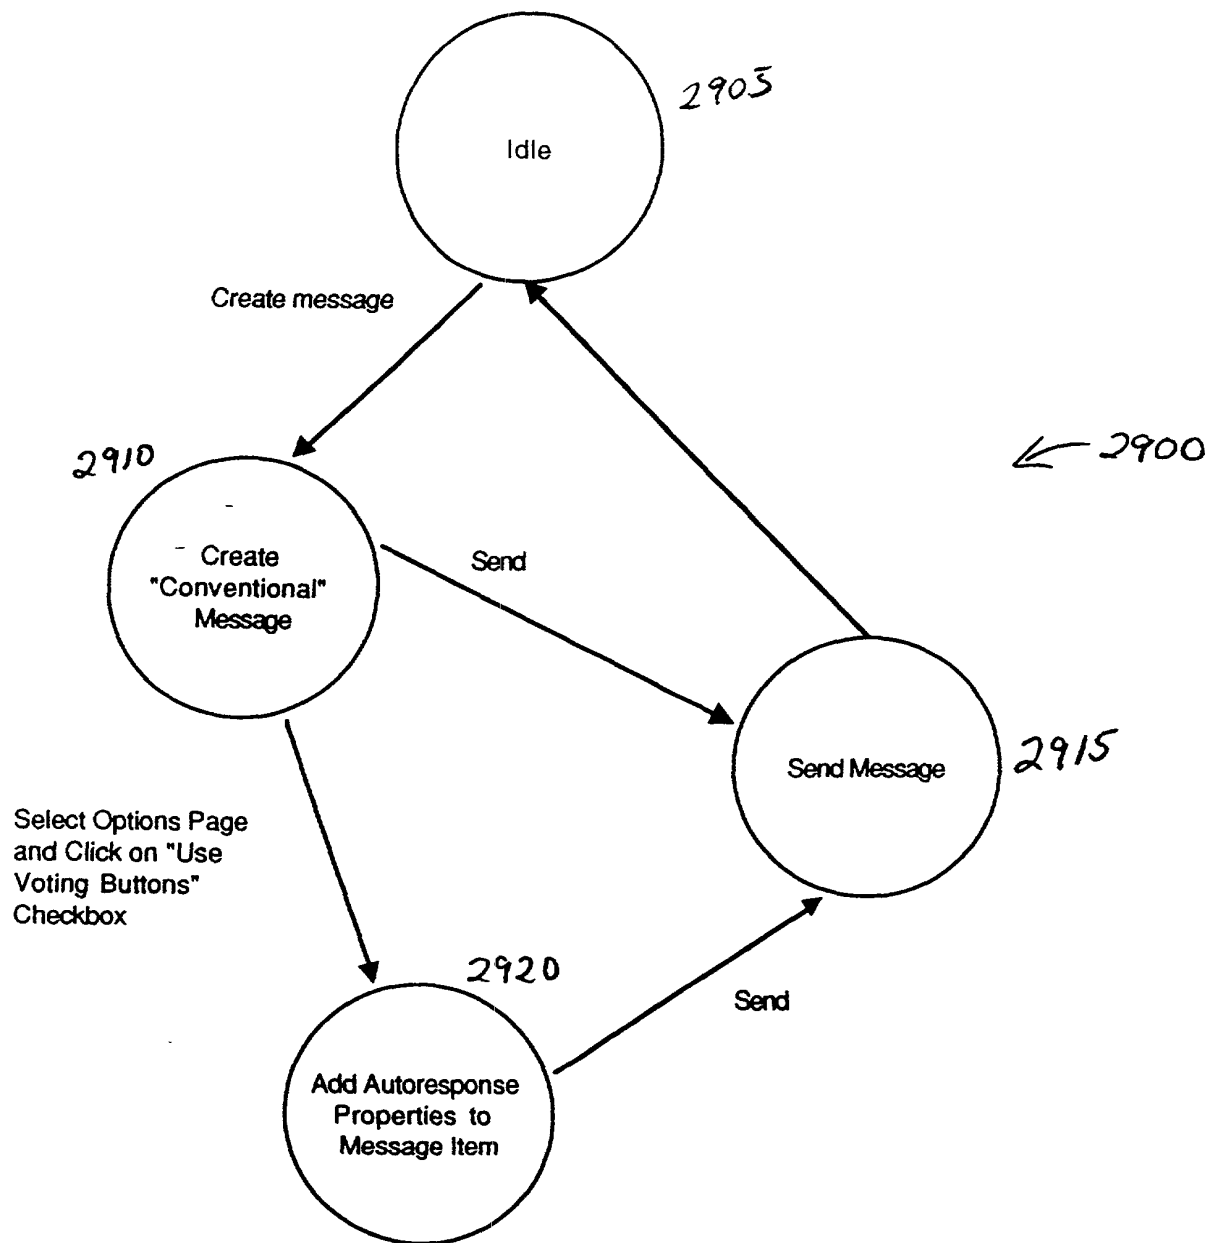 2905
Idle
Create message
2900
2910
Create
"Conventional"
Message
Send
Send Message
2915
Select Options Page
and Click on "Use
Voting Buttons"
Checkbox
2920
Send
Add Autoresponse
Properties to
Message Item